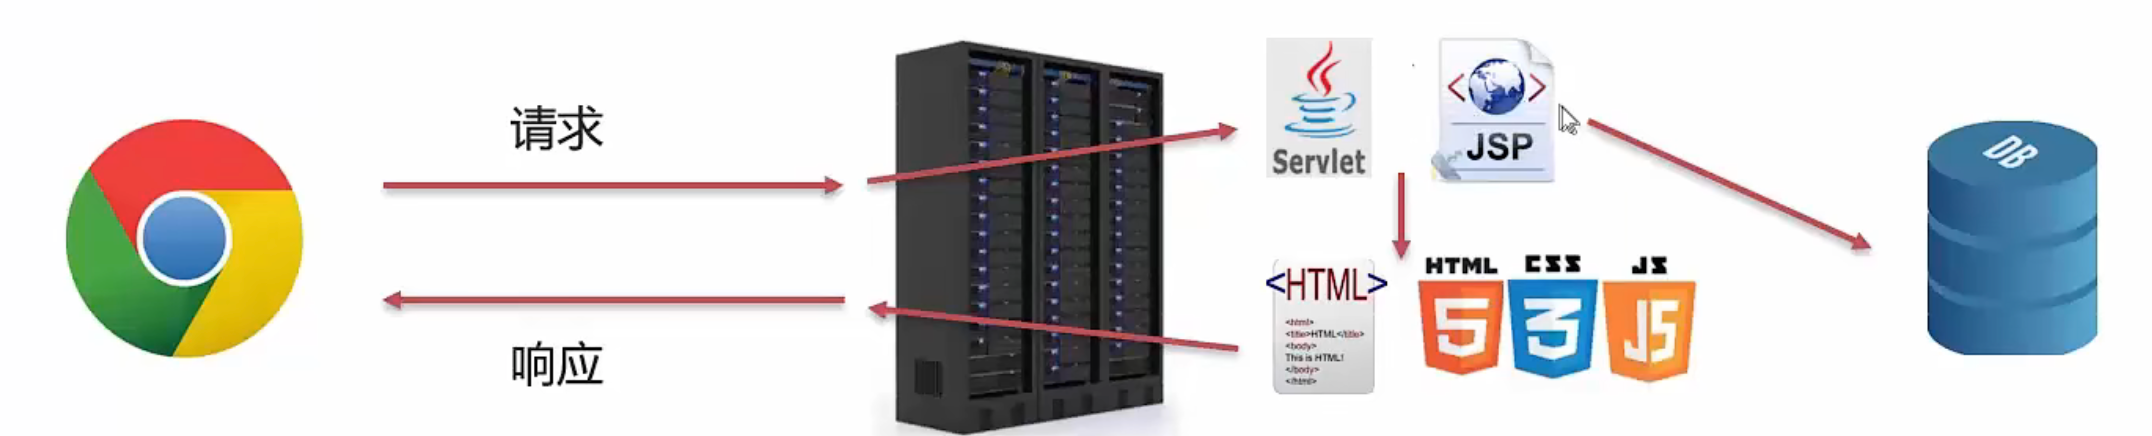 请求
响应
Servlet
< >
JSP
DB
<HTML>
<html>
<title>HTML</title>
<body>
This is HTML!
</body>
</html>
HTML
5
CSS
3
JS
JS